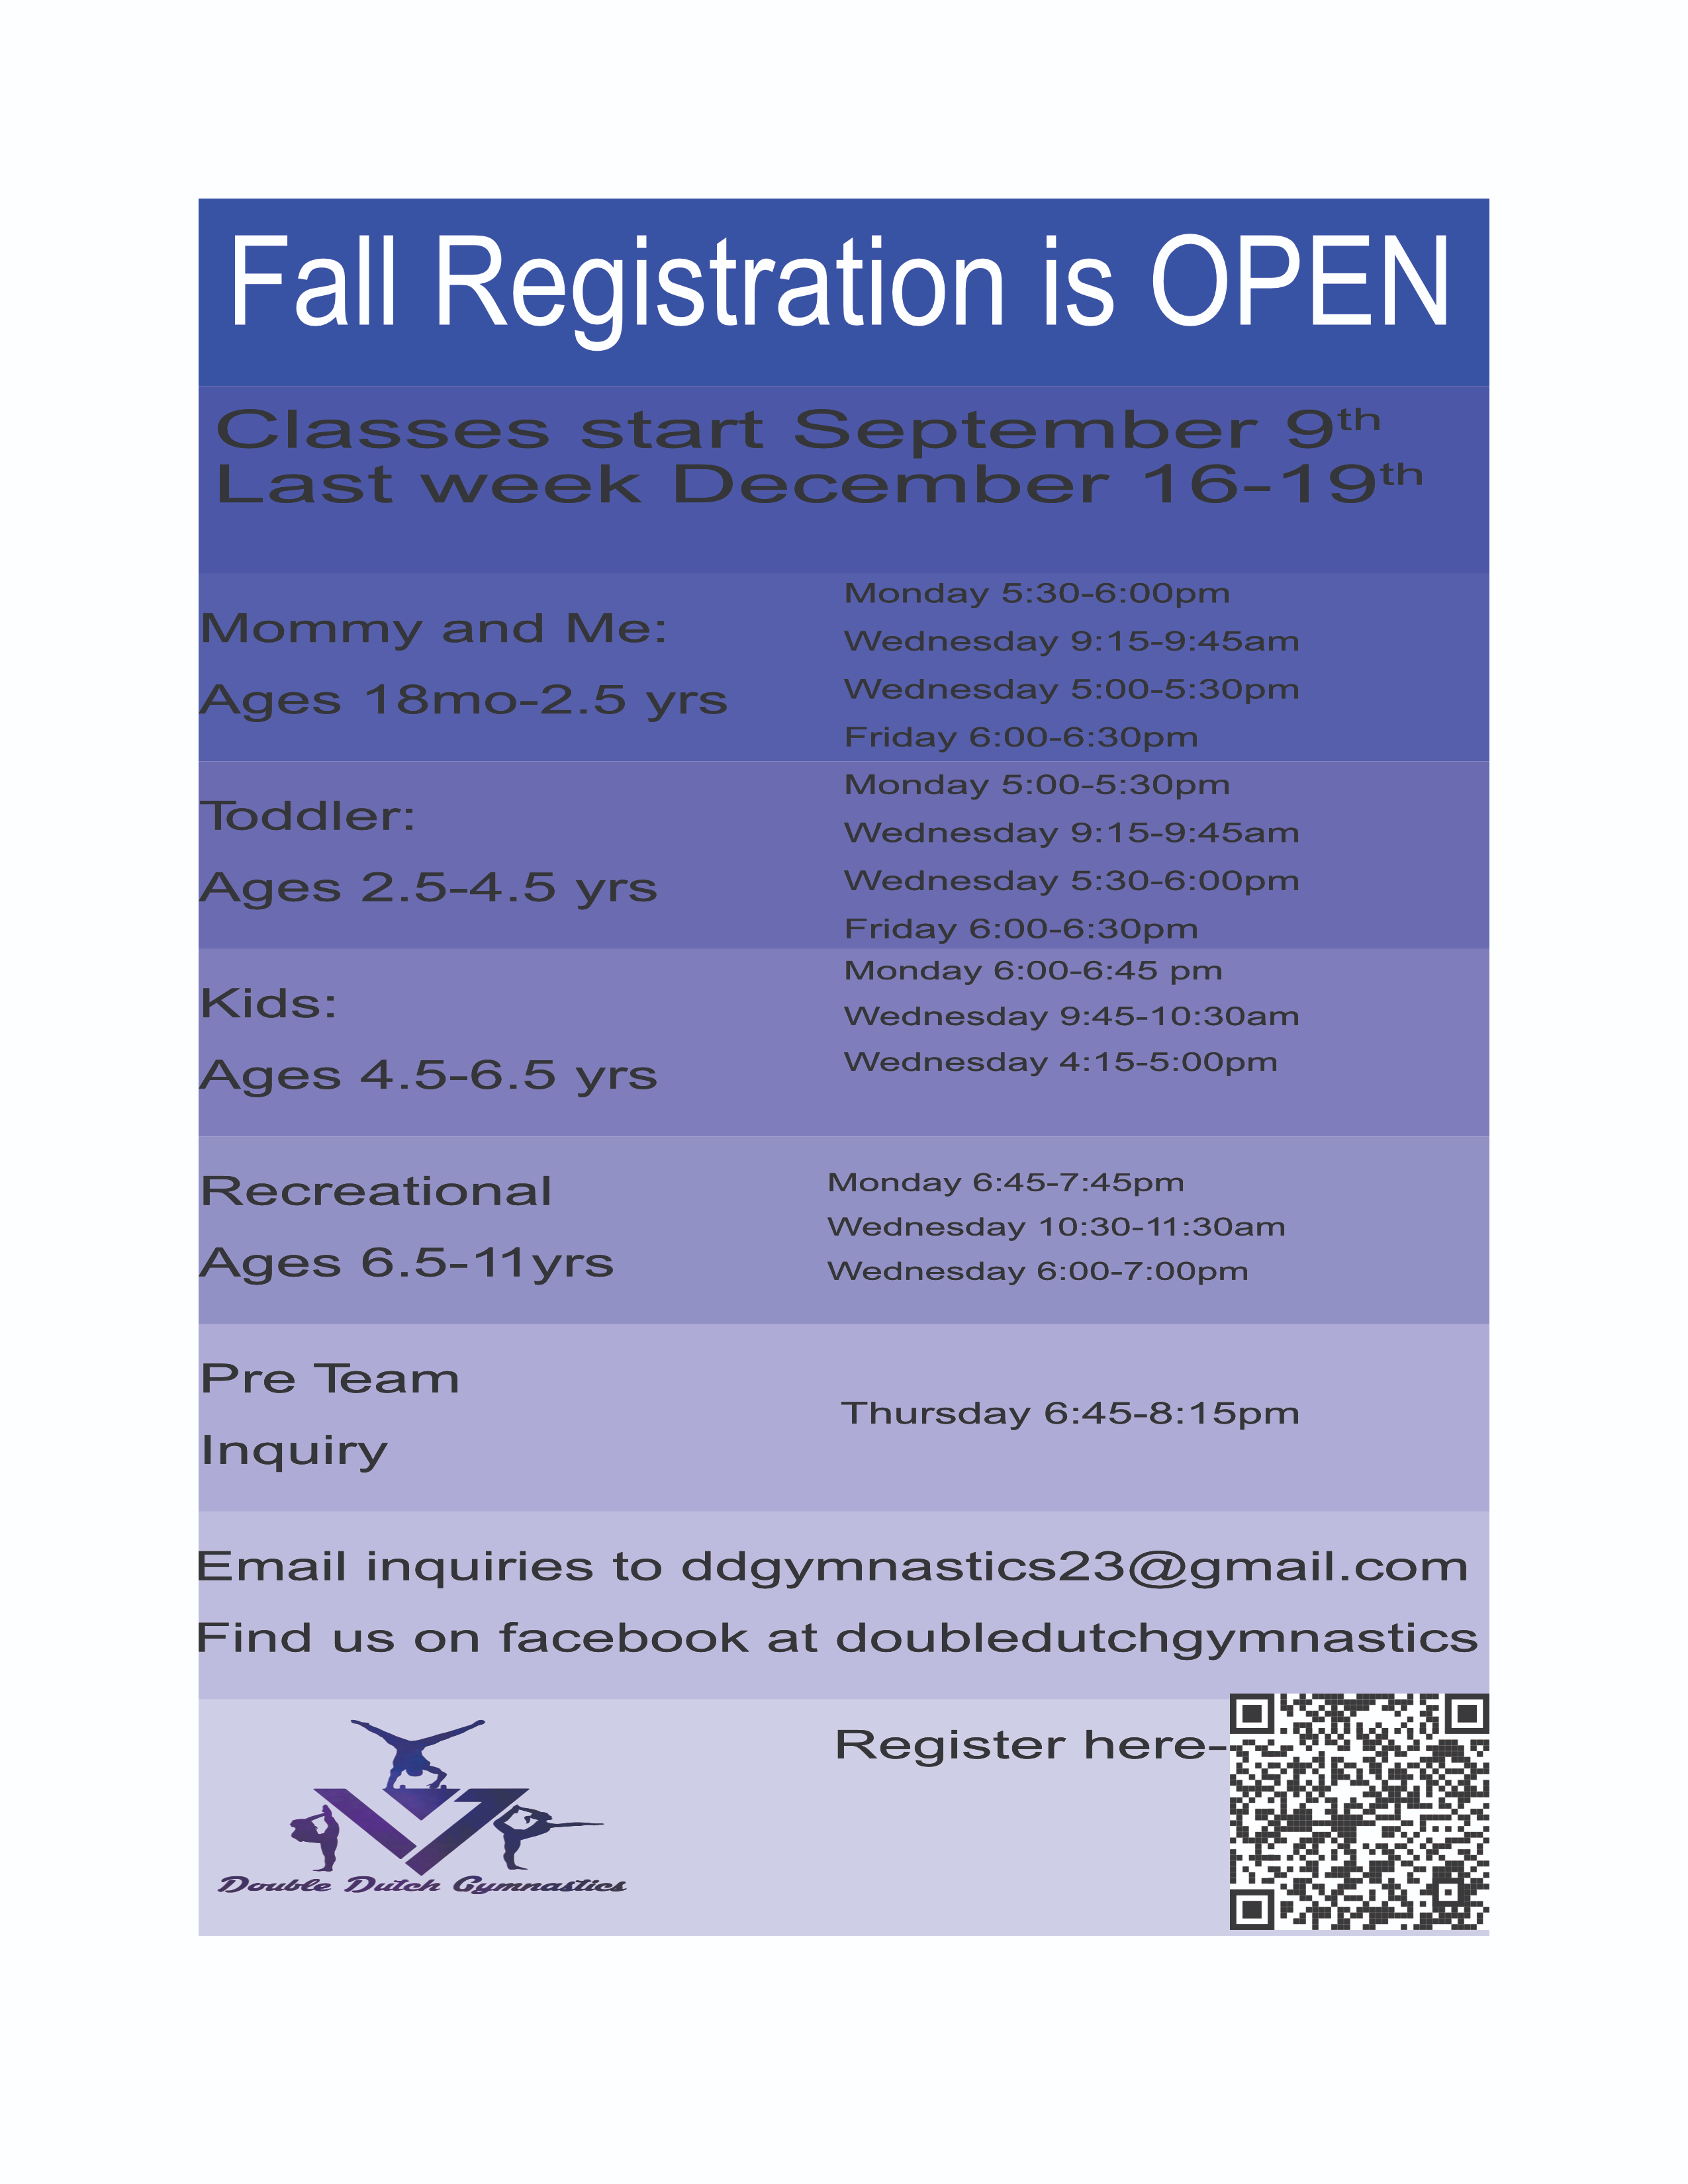 Fall Registration is OPEN
Classes start September 9th
Last week December 16-19th
Mommy and Me:
Ages 18mo-2.5 yrs
Monday 5:30-6:00pm
Wednesday 9:15-9:45am
Wednesday 5:00-5:30pm
Friday 6:00-6:30pm
Toddler:
Ages 2.5-4.5 yrs
Monday 5:00-5:30pm
Wednesday 9:15-9:45am
Wednesday 5:30-6:00pm
Friday 6:00-6:30pm
Kids:
Ages 4.5-6.5 yrs
Monday 6:00-6:45 pm
Wednesday 9:45-10:30am
Wednesday 4:15-5:00pm
Recreational
Ages 6.5-11yrs
Monday 6:45-7:45pm
Wednesday 10:30-11:30am
Wednesday 6:00-7:00pm
Pre Team
Inquiry
Thursday 6:45-8:15pm
Email inquiries to ddgymnastics23@gmail.com
Find us on facebook at doubledutchgymnastics
Register here-
Double Dutch Gymnastics